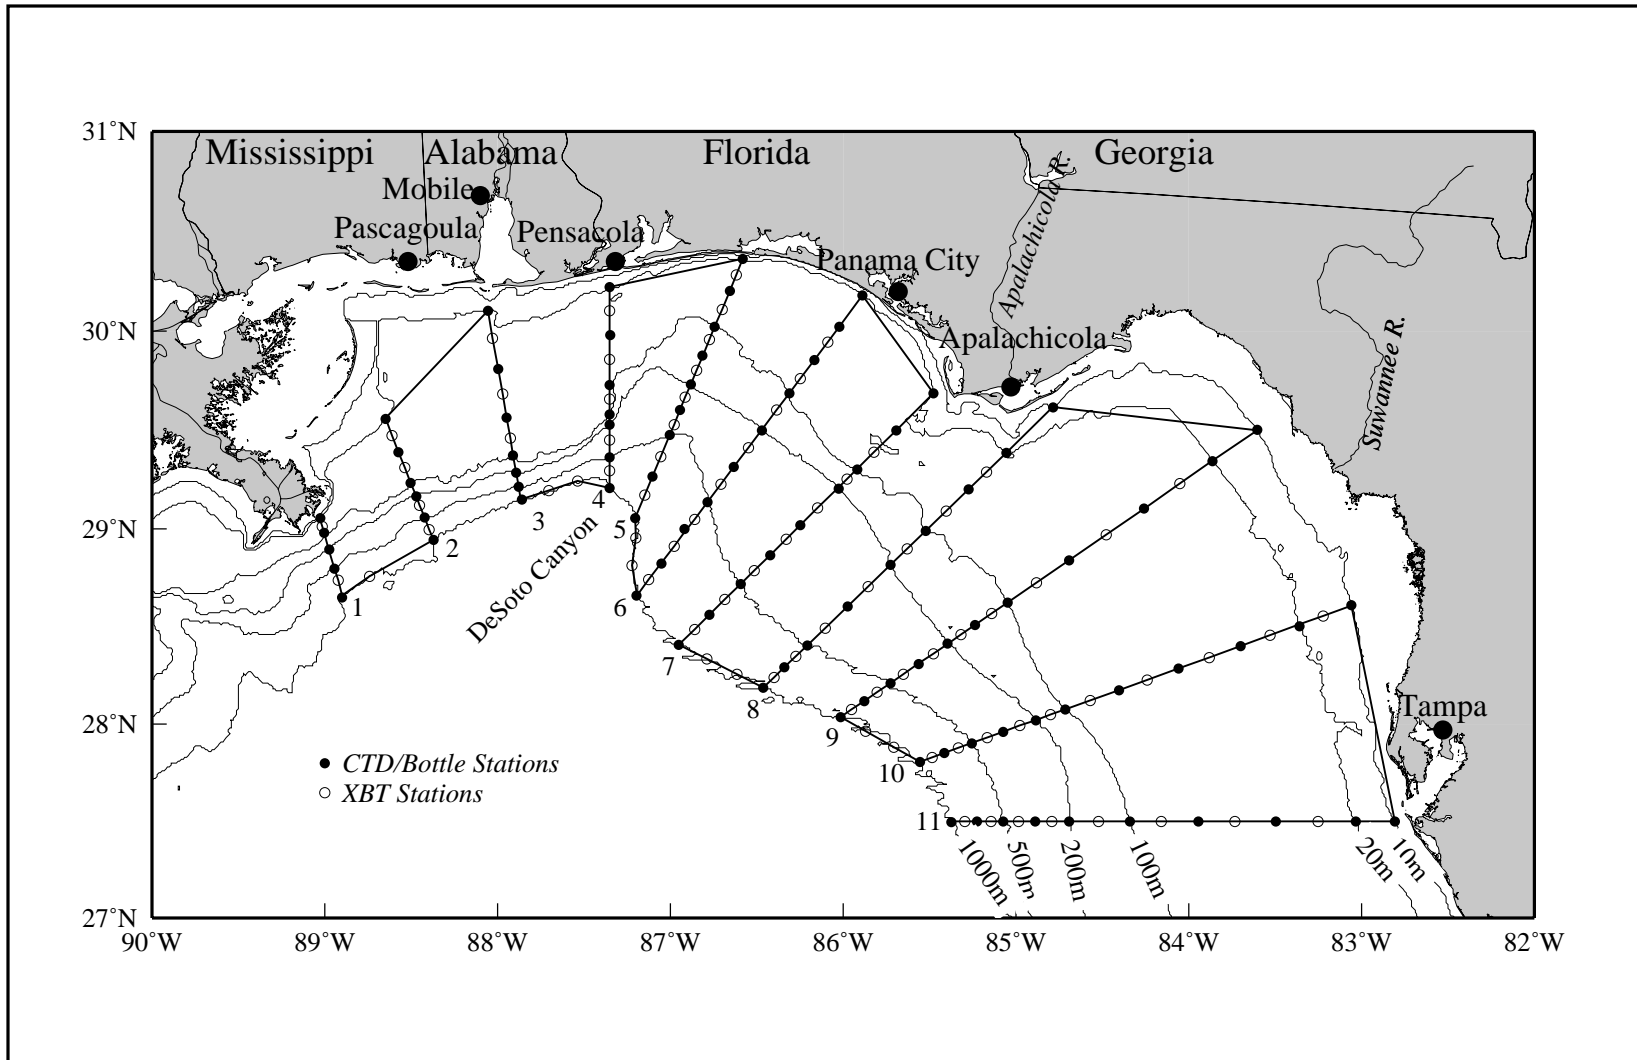 31°N
Mississippi
Alabama
Florida
Georgia
Mobile
Pascagoula
Pensacola
Panama City
Apalachicola R.
Apalachicola
Suwannee R.
30°N
29°N
28°N
27°N
1
2
3
4
5
6
7
8
9
10
11
DeSoto Canyon
Tampa
CTD/Bottle Stations
XBT Stations
1000m
500m
200m
100m
20m
10m
90°W
89°W
88°W
87°W
86°W
85°W
84°W
83°W
82°W